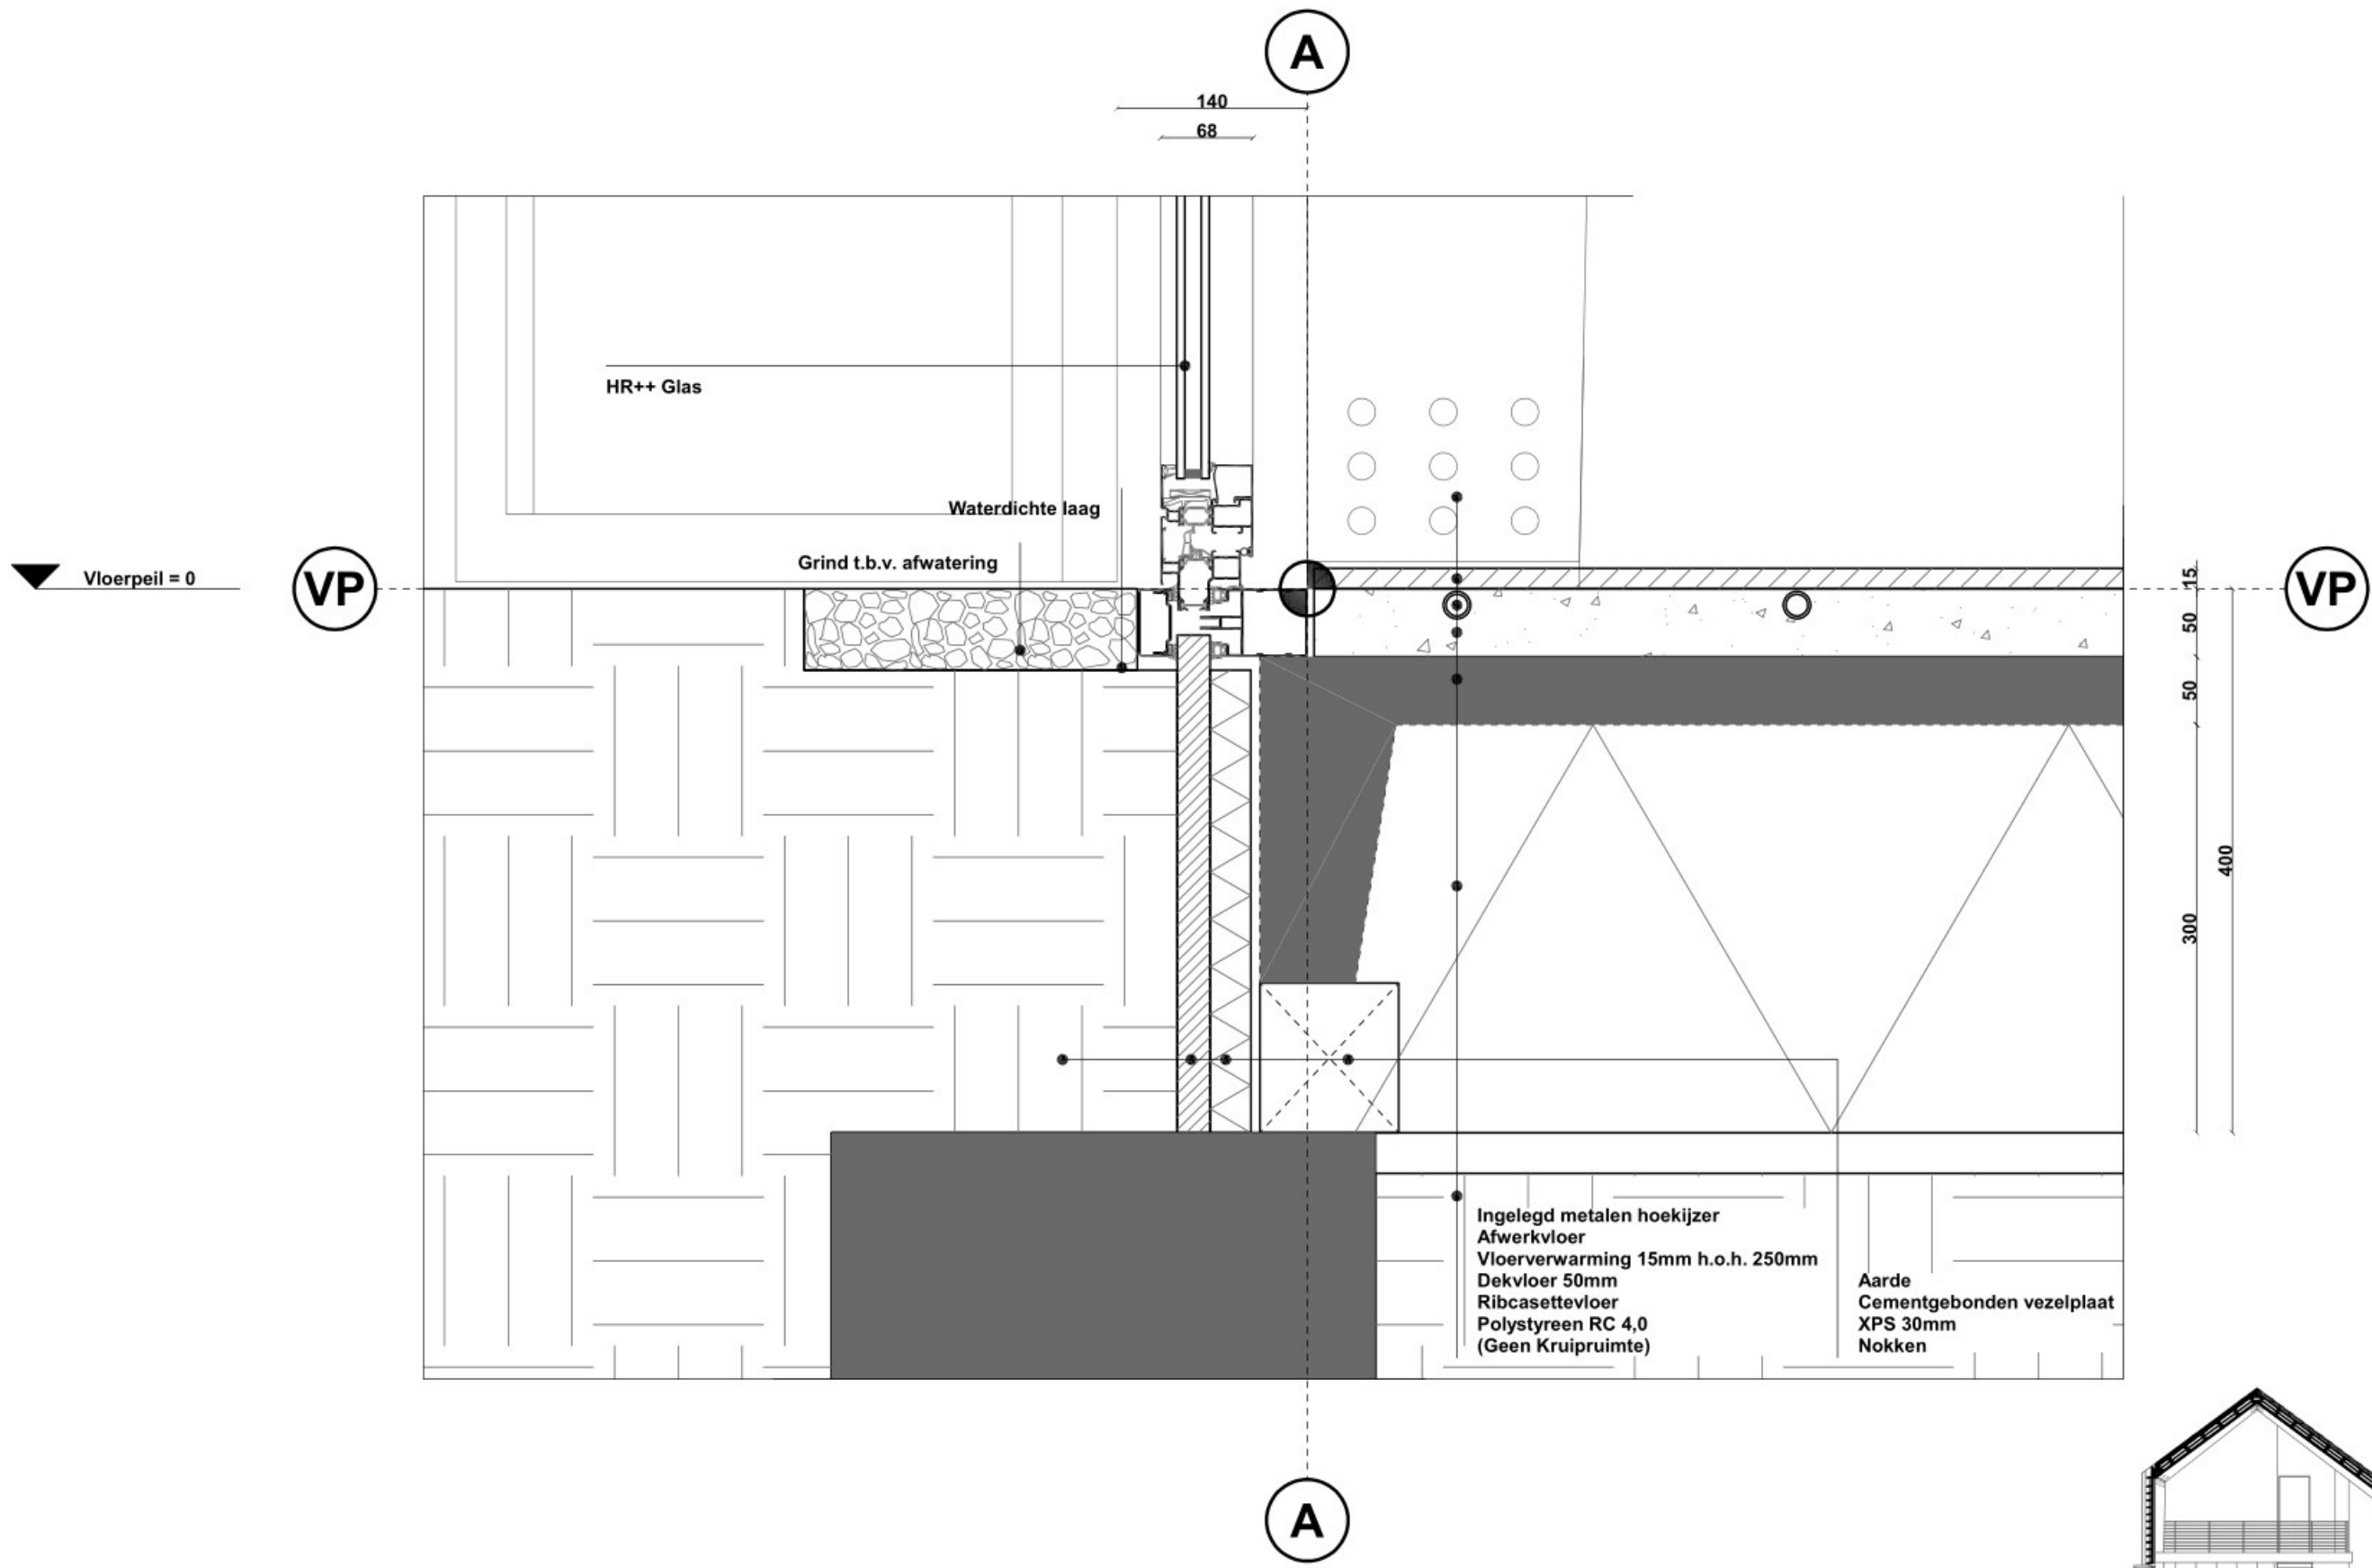 A
140
68
HR++ Glas
Waterdichte laag
Grind t.b.v. afwatering
Vloerpeil = 0
VP
VP
15
50
50
400
300
Ingelegd metalen hoekijzer
Afwerkvloer
Vloerverwarming 15mm h.o.h. 250mm
Dekvloer 50mm
Ribcasettevloer
Polystyreen RC 4,0
(Geen Kruipruimte)
Aarde
Cementgebonden vezelplaat
XPS 30mm
Nokken
A